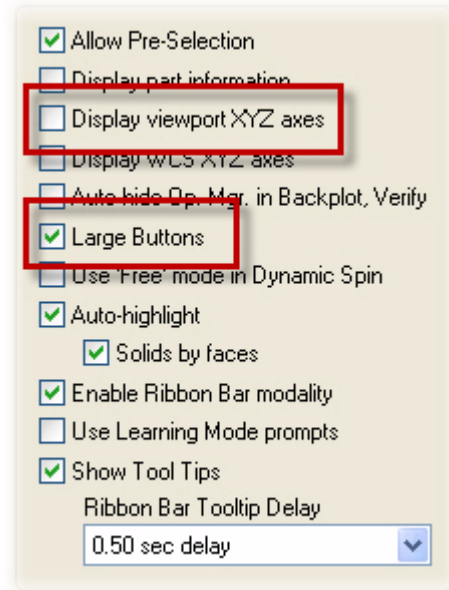 Allow Pre-Selection
Display part information
Display viewport XYZ axes
Display WCS XYZ axes
Auto hide Op. Mgr. in Backplot, Verify
Large Buttons
Use 'Free' mode in Dynamic Spin
Auto-highlight
Solids by faces
Enable Ribbon Bar modality
Use Learning Mode prompts
Show Tool Tips
Ribbon Bar Tooltip Delay
0.50 sec delay